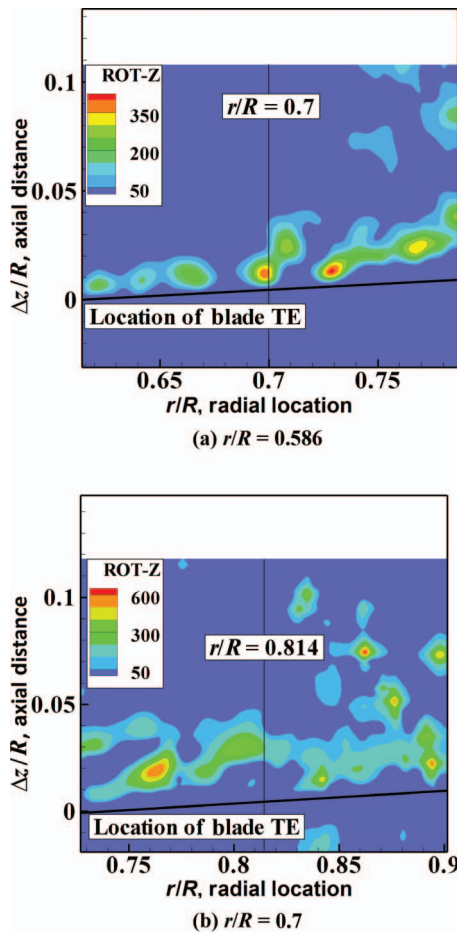 0.1
ROT-Z
350
200
50
r/R = 0.7
0.05
0
Δz/R, axial distance
Location of blade TE
0.65
0.7
0.75
r/R, radial location
(a) r/R = 0.586
0.1
ROT-Z
600
300
50
r/R = 0.814
0.05
0
Δz/R, axial distance
Location of blade TE
0.75
0.8
0.85
0.9
r/R, radial location
(b) r/R = 0.7